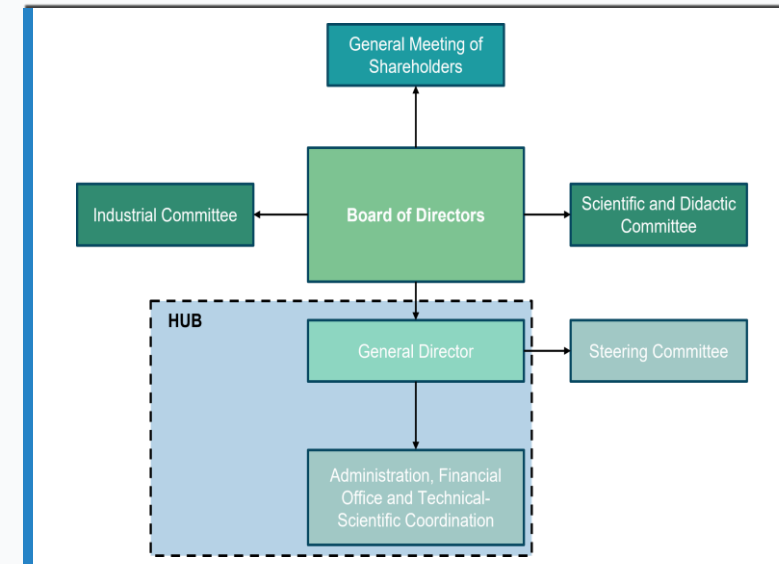 General Meeting of
Shareholders
Industrial Committee
Board of Directors
Scientific and Didactic
Committee
HUB
General Director
Steering Committee
Administration, Financial
Office and Technical-
Scientific Coordination